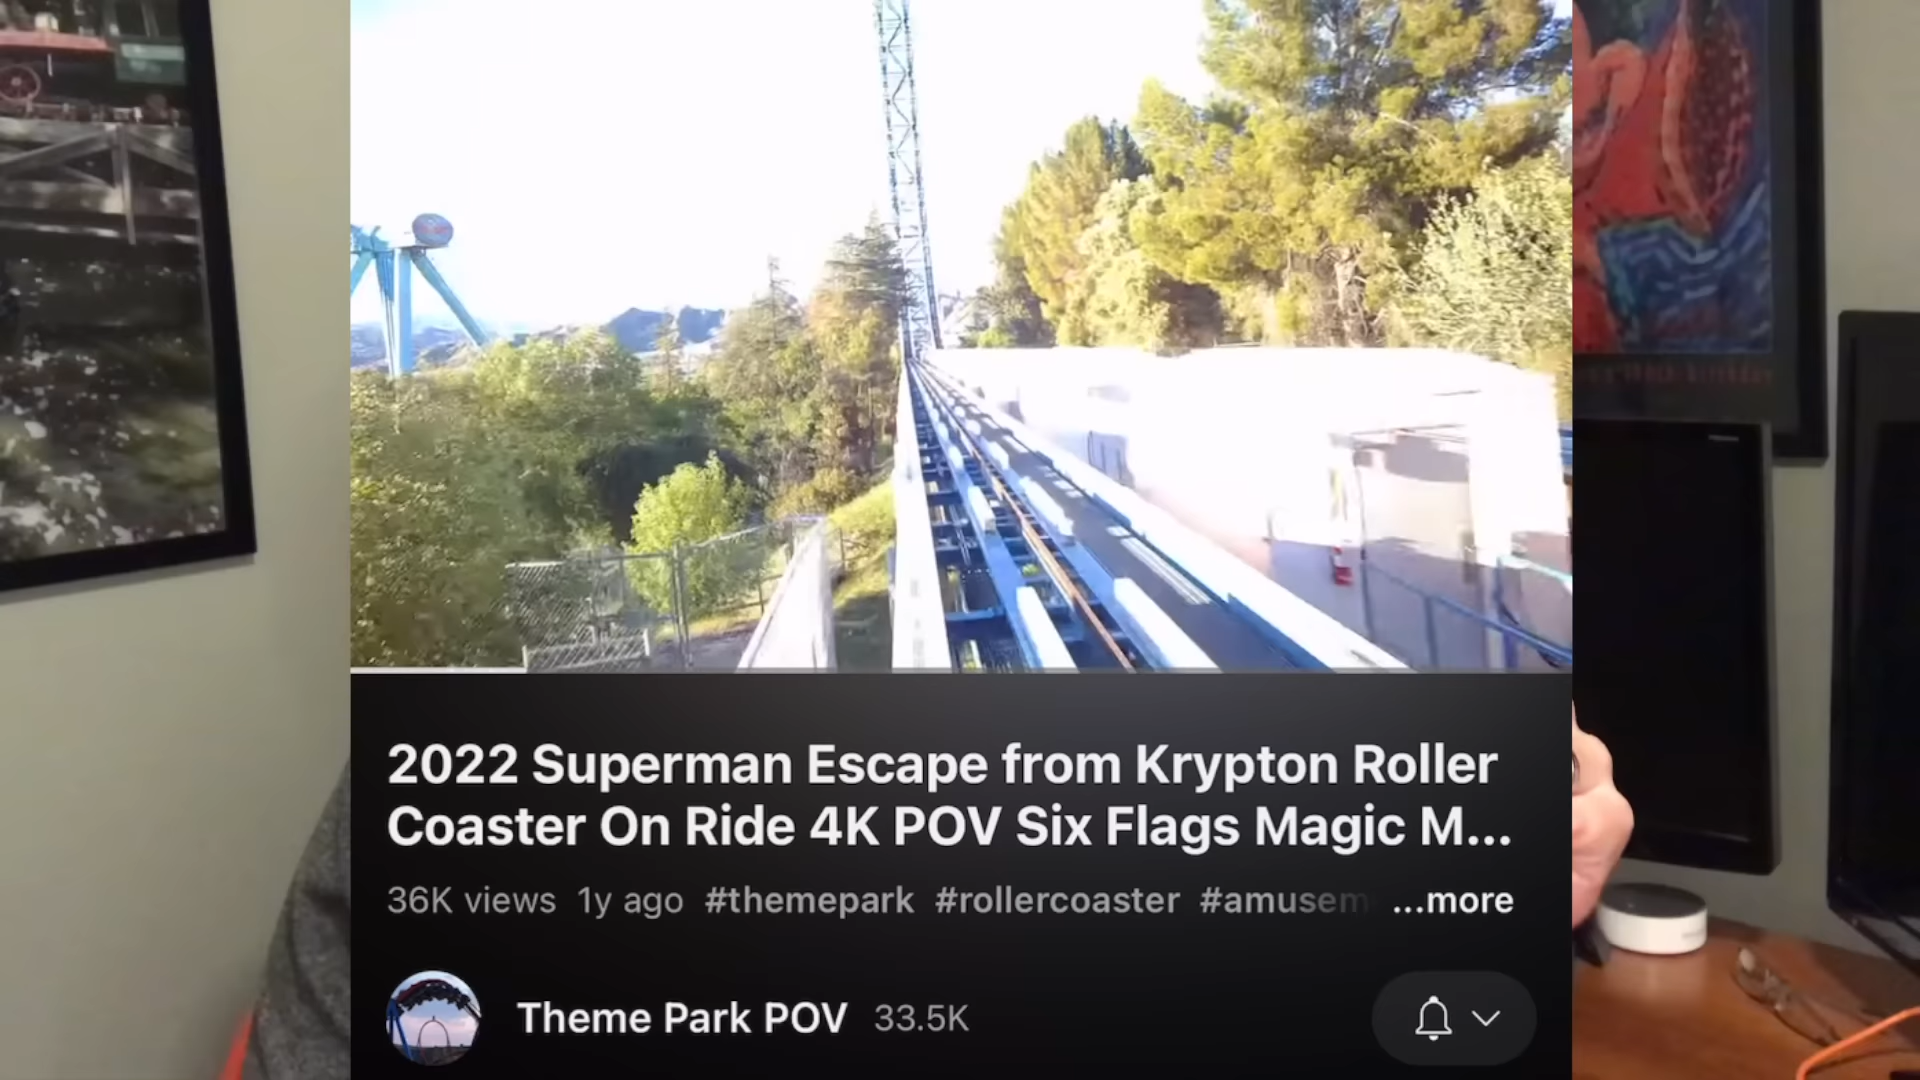 2022 Superman Escape from Krypton Roller
Coaster On Ride 4K POV Six Flags Magic M...
36K views 1y ago #themepark #rollercoaster #amusem ...more
Theme Park POV 33.5K